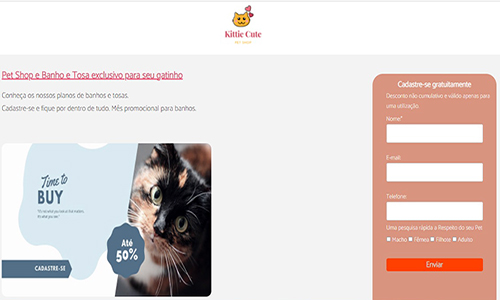 Kittie Cute
Pet Shop e Banho e Tosa exclusivo para seu gatinho
Conheça os nossos planos de banhos e tosas.
Cadastre-se e fique por dentro de tudo. Mês promocional para banhos.
Time to
BUY
CADASTRE-SE
Até
50%
Cadastre-se gratuitamente
Desconto não cumulativo e válido apenas para
uma utilização.
Nome*
E-mail
Telefone
Uma pesquisa rápida a Respeito do seu Pet
Macho Fêmeu Filhote Adulto
Enviar